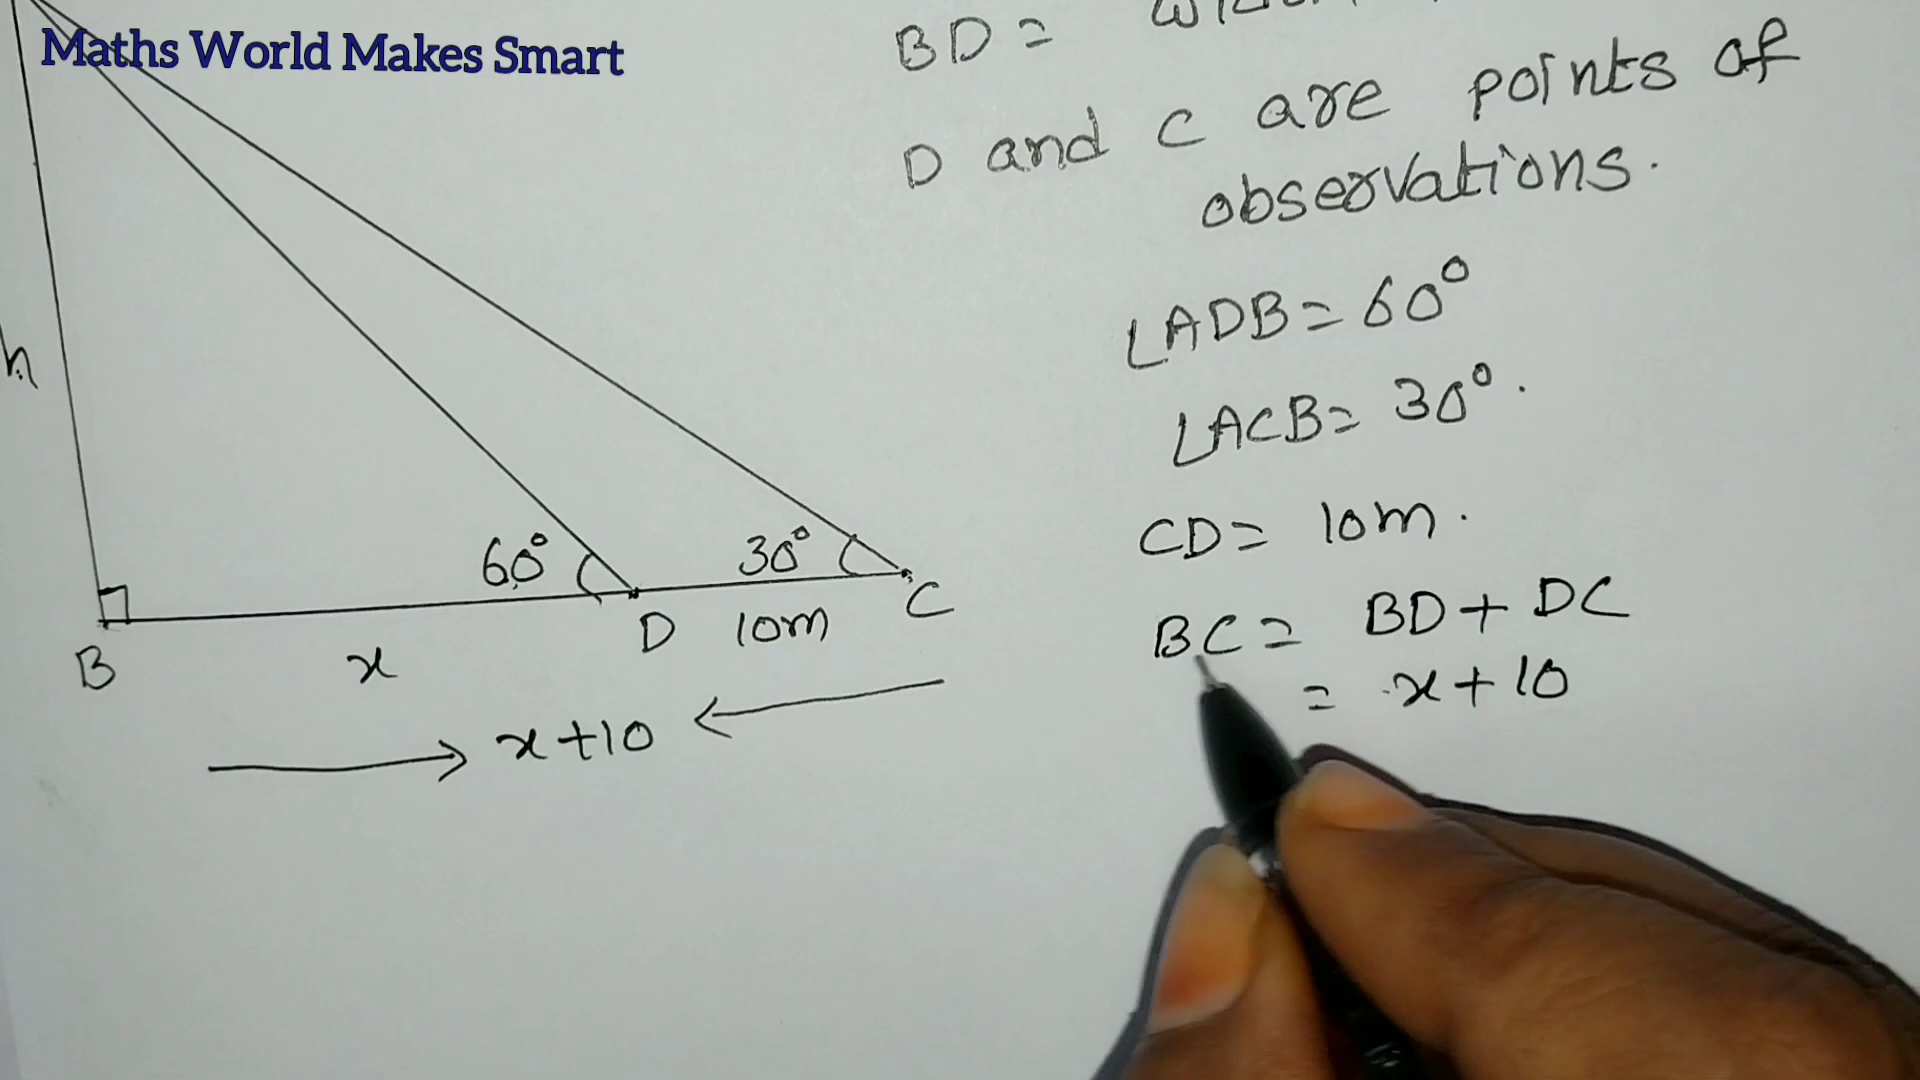 Maths World Makes Smart
BD =
D and C are points of
observations.
∠ADB = 60°
∠ACB = 30°.
CD = 10m.
BC = BD + DC
= x + 10
h
60°
30°
B
x
D
10m
C
x + 10